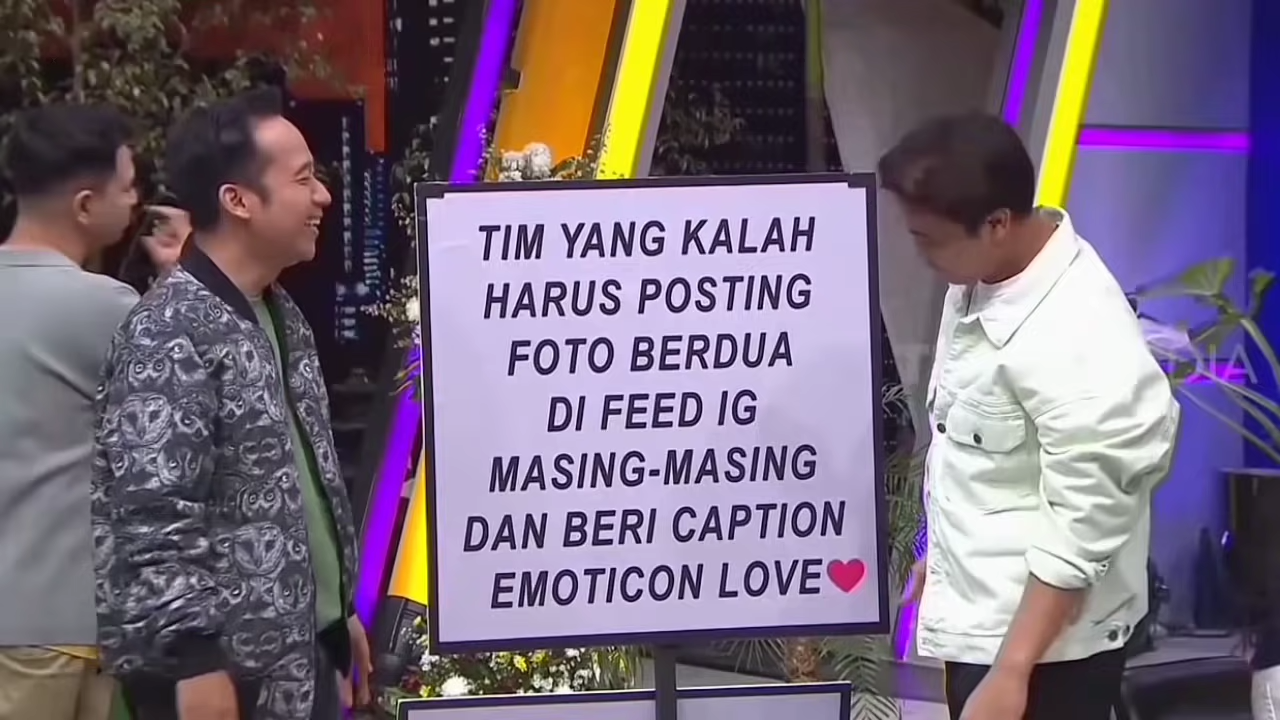 TIM YANG KALAH
HARUS POSTING
FOTO BERDUA
DI FEED IG
MASING-MASING
DAN BERI CAPTION
EMOTICON LOVE❤